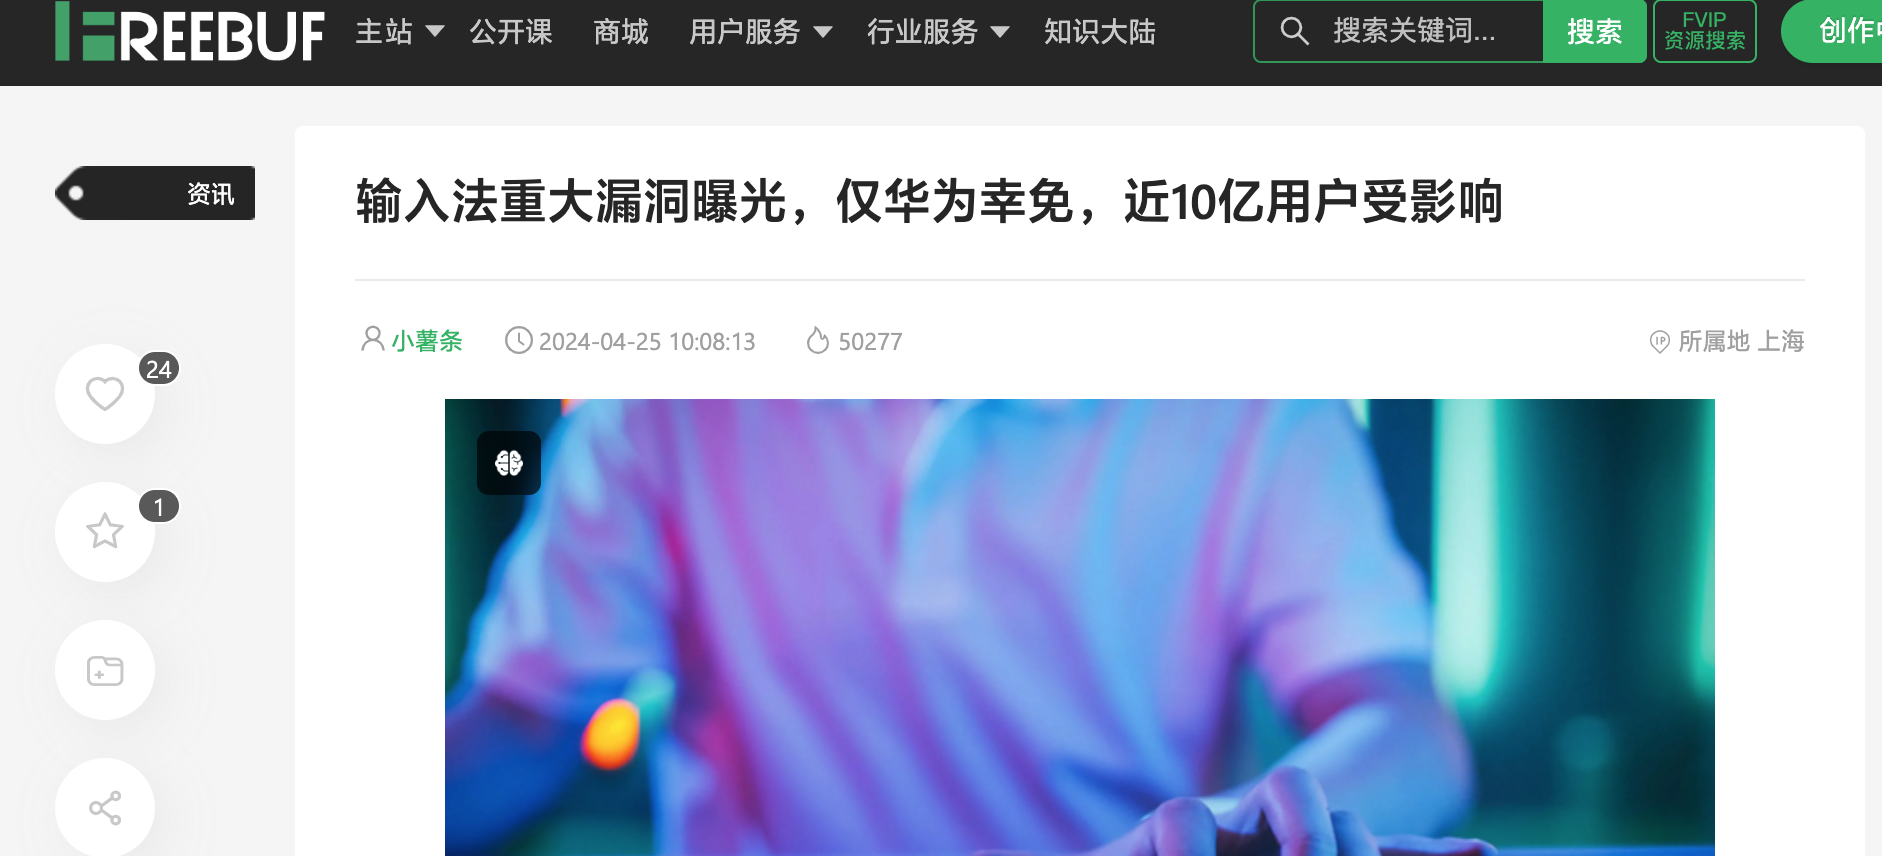 FREEBUF 主站 公开课 商城 用户服务 行业服务 知识大陆 搜索关键词... 搜索 FVIP 资源搜索 创作
资讯
输入法重大漏洞曝光，仅华为幸免，近10亿用户受影响
小薯条 2024-04-25 10:08:13 50277 IP 所属地 上海
24
1